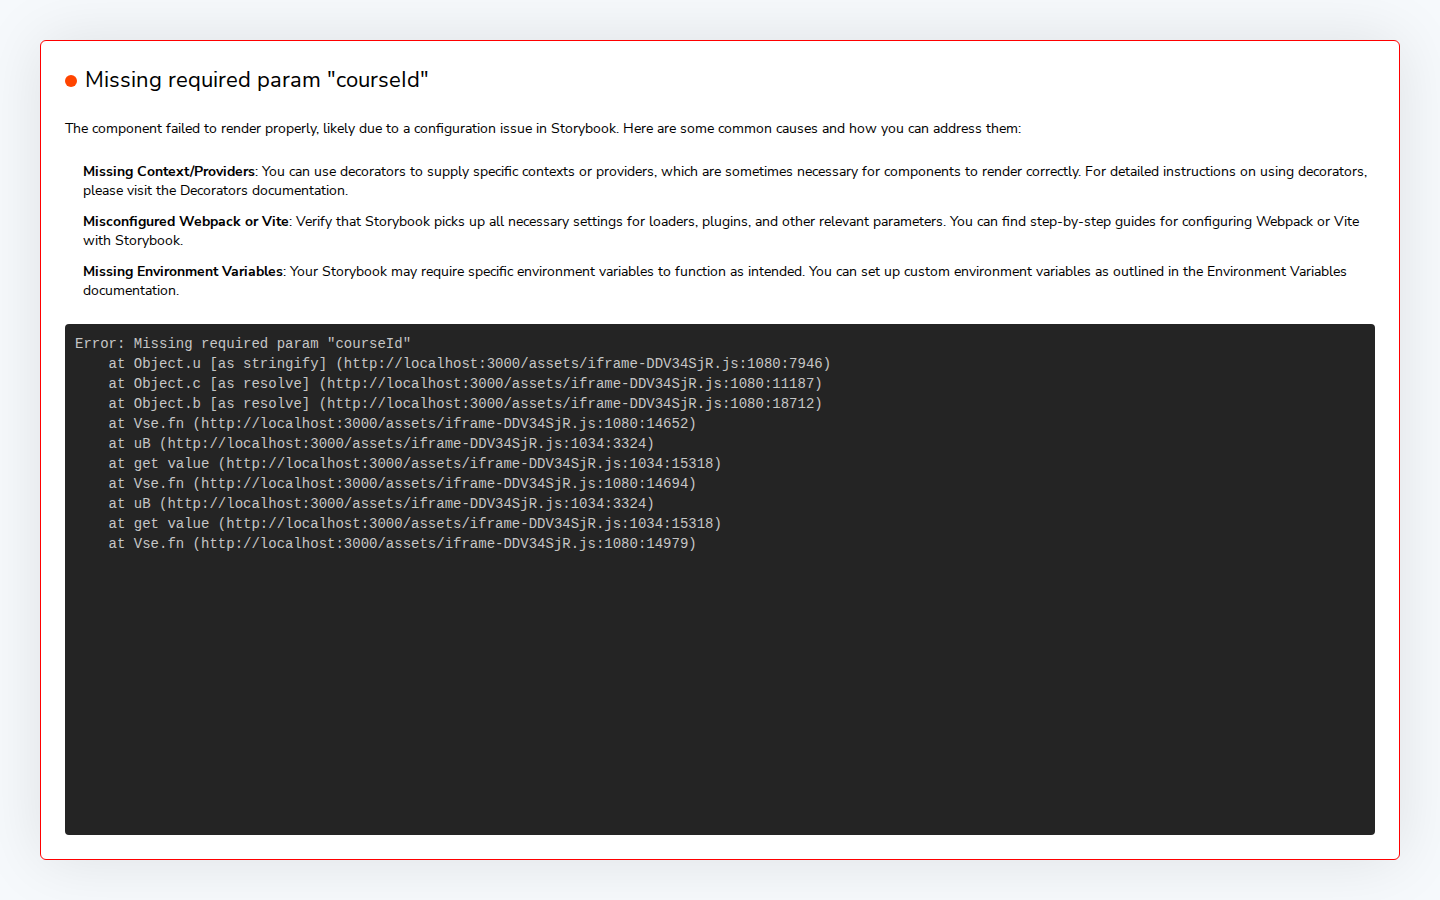 Missing required param "courseId"
The component failed to render properly, likely due to a configuration issue in Storybook. Here are some common causes and how you can address them:
Missing Context/Providers: You can use decorators to supply specific contexts or providers, which are sometimes necessary for components to render correctly. For detailed instructions on using decorators,
please visit the Decorators documentation.
Misconfigured Webpack or Vite: Verify that Storybook picks up all necessary settings for loaders, plugins, and other relevant parameters. You can find step-by-step guides for configuring Webpack or Vite
with Storybook.
Missing Environment Variables: Your Storybook may require specific environment variables to function as intended. You can set up custom environment variables as outlined in the Environment Variables
documentation.
Error: Missing required param "courseId"
    at Object.u [as stringify] (http://localhost:3000/assets/iframe-DDV34SjR.js:1080:7946)
    at Object.c [as resolve] (http://localhost:3000/assets/iframe-DDV34SjR.js:1080:11187)
    at Object.b [as resolve] (http://localhost:3000/assets/iframe-DDV34SjR.js:1080:18712)
    at Vse.fn (http://localhost:3000/assets/iframe-DDV34SjR.js:1080:14652)
    at uB (http://localhost:3000/assets/iframe-DDV34SjR.js:1034:3324)
    at get value (http://localhost:3000/assets/iframe-DDV34SjR.js:1034:15318)
    at Vse.fn (http://localhost:3000/assets/iframe-DDV34SjR.js:1080:14694)
    at uB (http://localhost:3000/assets/iframe-DDV34SjR.js:1034:3324)
    at get value (http://localhost:3000/assets/iframe-DDV34SjR.js:1034:15318)
    at Vse.fn (http://localhost:3000/assets/iframe-DDV34SjR.js:1080:14979)